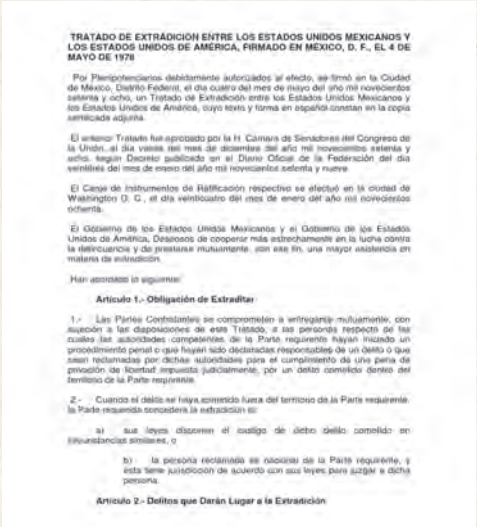 TRATADO DE EXTRADICIÓN ENTRE LOS ESTADOS UNIDOS MEXICANOS Y
LOS ESTADOS UNIDOS DE AMÉRICA, FIRMADO EN MÉXICO, D. F., EL 4 DE
MAYO DE 1978
Por Plenipotenciarios debidamente autorizados al efecto, se firmó en la Ciudad
de México, Distrito Federal, el día cuatro del mes de mayo del año mil novecientos
setenta y ocho, un Tratado de Extradición entre los Estados Unidos Mexicanos y
los Estados Unidos de América, cuyo texto y forma en español constan en la copia
certificada adjunta.
El anterior Tratado fue aprobado por la H. Cámara de Senadores del Congreso de
la Unión, el día veinte del mes de diciembre del año mil novecientos setenta y
ocho, según Decreto publicado en el Diario Oficial de la Federación del día
veintitrés del mes de enero del año mil novecientos setenta y nueve.
El Canje de Instrumentos de Ratificación respectivo se efectuó en la ciudad de
Washington D. C., el día veinticuatro del mes de enero del año mil novecientos
ochenta.
El Gobierno de los Estados Unidos Mexicanos y el Gobierno de los Estados
Unidos de América, Deseosos de cooperar más estrechamente en la lucha contra
la delincuencia y de prestarse mutuamente, con ese fin, una mayor asistencia en
materia de extradición.
Han acordado lo siguiente:
Artículo 1.- Obligación de Extraditar
1.- Las Partes Contratantes se comprometen a entregarse mutuamente, con
sujeción a las disposiciones de este Tratado, a las personas respecto de las
cuales las autoridades competentes de la Parte requirente hayan iniciado un
procedimiento penal o que hayan sido declaradas responsables de un delito o que
sean reclamadas por dichas autoridades para el cumplimiento de una pena de
privación de libertad impuesta judicialmente, por un delito cometido dentro del
territorio de la Parte requirente.
2.- Cuando el delito se haya cometido fuera del territorio de la Parte requirente,
la Parte requerida concederá la extradición si:
a) sus leyes disponen el castigo de dicho delito cometido en
circunstancias similares, o
b) la persona reclamada es nacional de la Parte requirente, y
ésta tiene jurisdicción de acuerdo con sus leyes para juzgar a dicha
persona.
Artículo 2.- Delitos que Darán Lugar a la Extradición